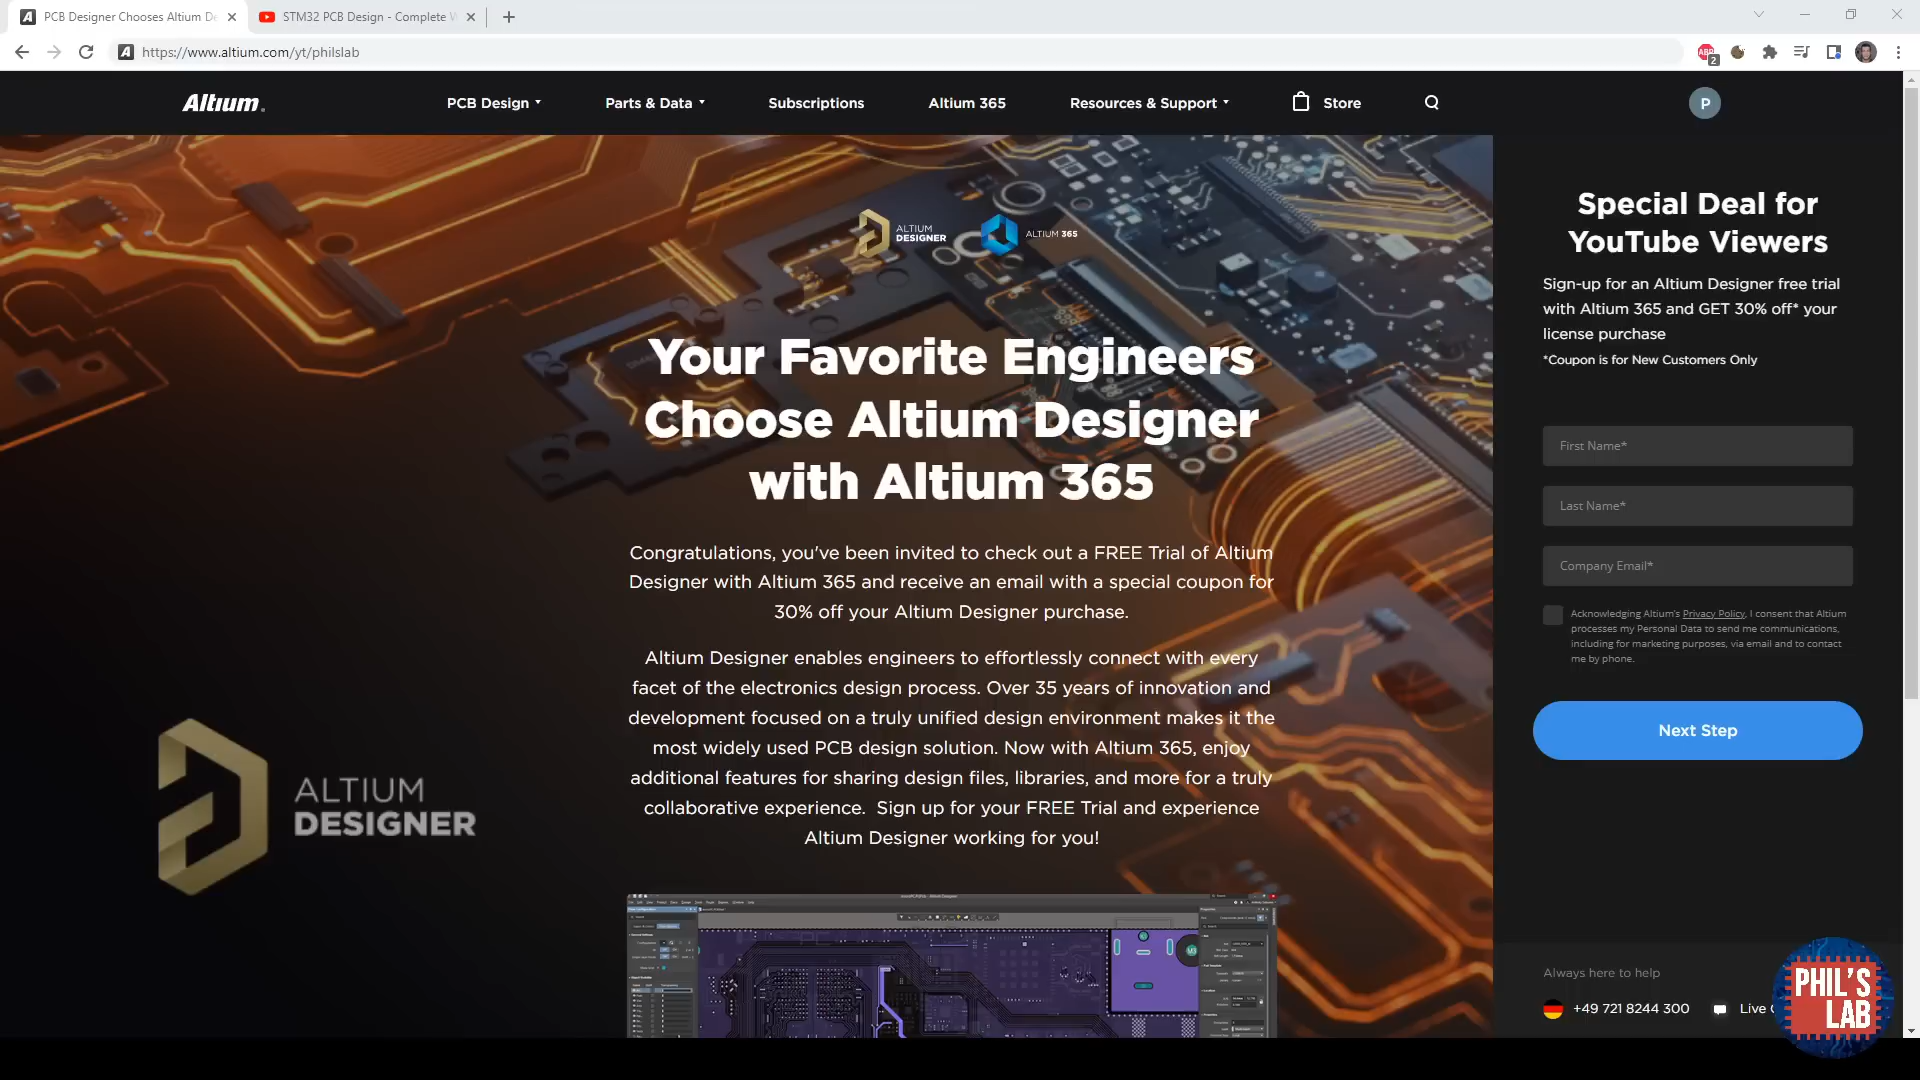 PCB Designer Chooses Altium De
STM32 PCB Design - Complete W
https://www.altium.com/yt/philslab
ABP
2
Altium.
PCB Design
Parts & Data
Subscriptions
Altium 365
Resources & Support
Store
P
ALTIUM
DESIGNER
ALTIUM 365
Your Favorite Engineers
Choose Altium Designer
with Altium 365
Congratulations, you've been invited to check out a FREE Trial of Altium
Designer with Altium 365 and receive an email with a special coupon for
30% off your Altium Designer purchase.
Altium Designer enables engineers to effortlessly connect with every
facet of the electronics design process. Over 35 years of innovation and
development focused on a truly unified design environment makes it the
most widely used PCB design solution. Now with Altium 365, enjoy
additional features for sharing design files, libraries, and more for a truly
collaborative experience.  Sign up for your FREE Trial and experience
Altium Designer working for you!
ALTIUM
DESIGNER
Special Deal for
YouTube Viewers
Sign-up for an Altium Designer free trial
with Altium 365 and GET 30% off* your
license purchase
*Coupon is for New Customers Only
First Name*
Last Name*
Company Email*
Acknowledging Altium's Privacy Policy, I consent that Altium
processes my Personal Data to send me communications,
including for marketing purposes, via email and to contact
me by phone.
Next Step
Always here to help
+49 721 8244 300
Live
PHIL'S
LAB